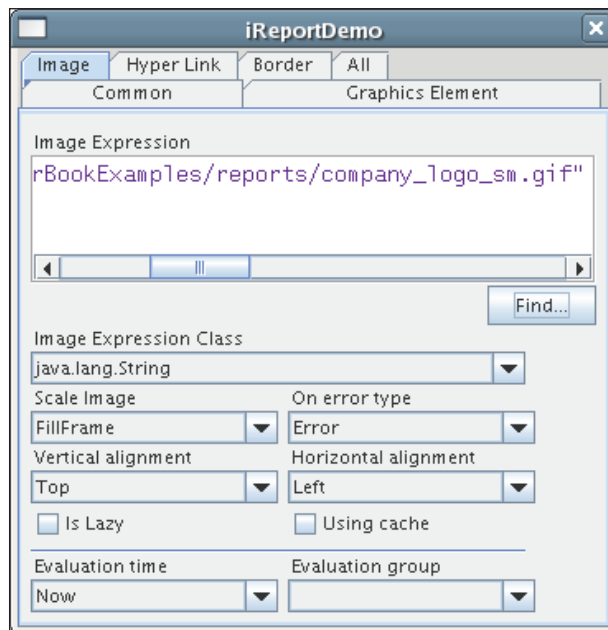 iReportDemo
Image Hyper Link Border All
Common Graphics Element
Image Expression
rBookExamples/reports/company_logo_sm.gif"
Find...
Image Expression Class
java.lang.String
Scale Image On error type
FillFrame Error
Vertical alignment Horizontal alignment
Top Left
Is Lazy Using cache
Evaluation time Evaluation group
Now